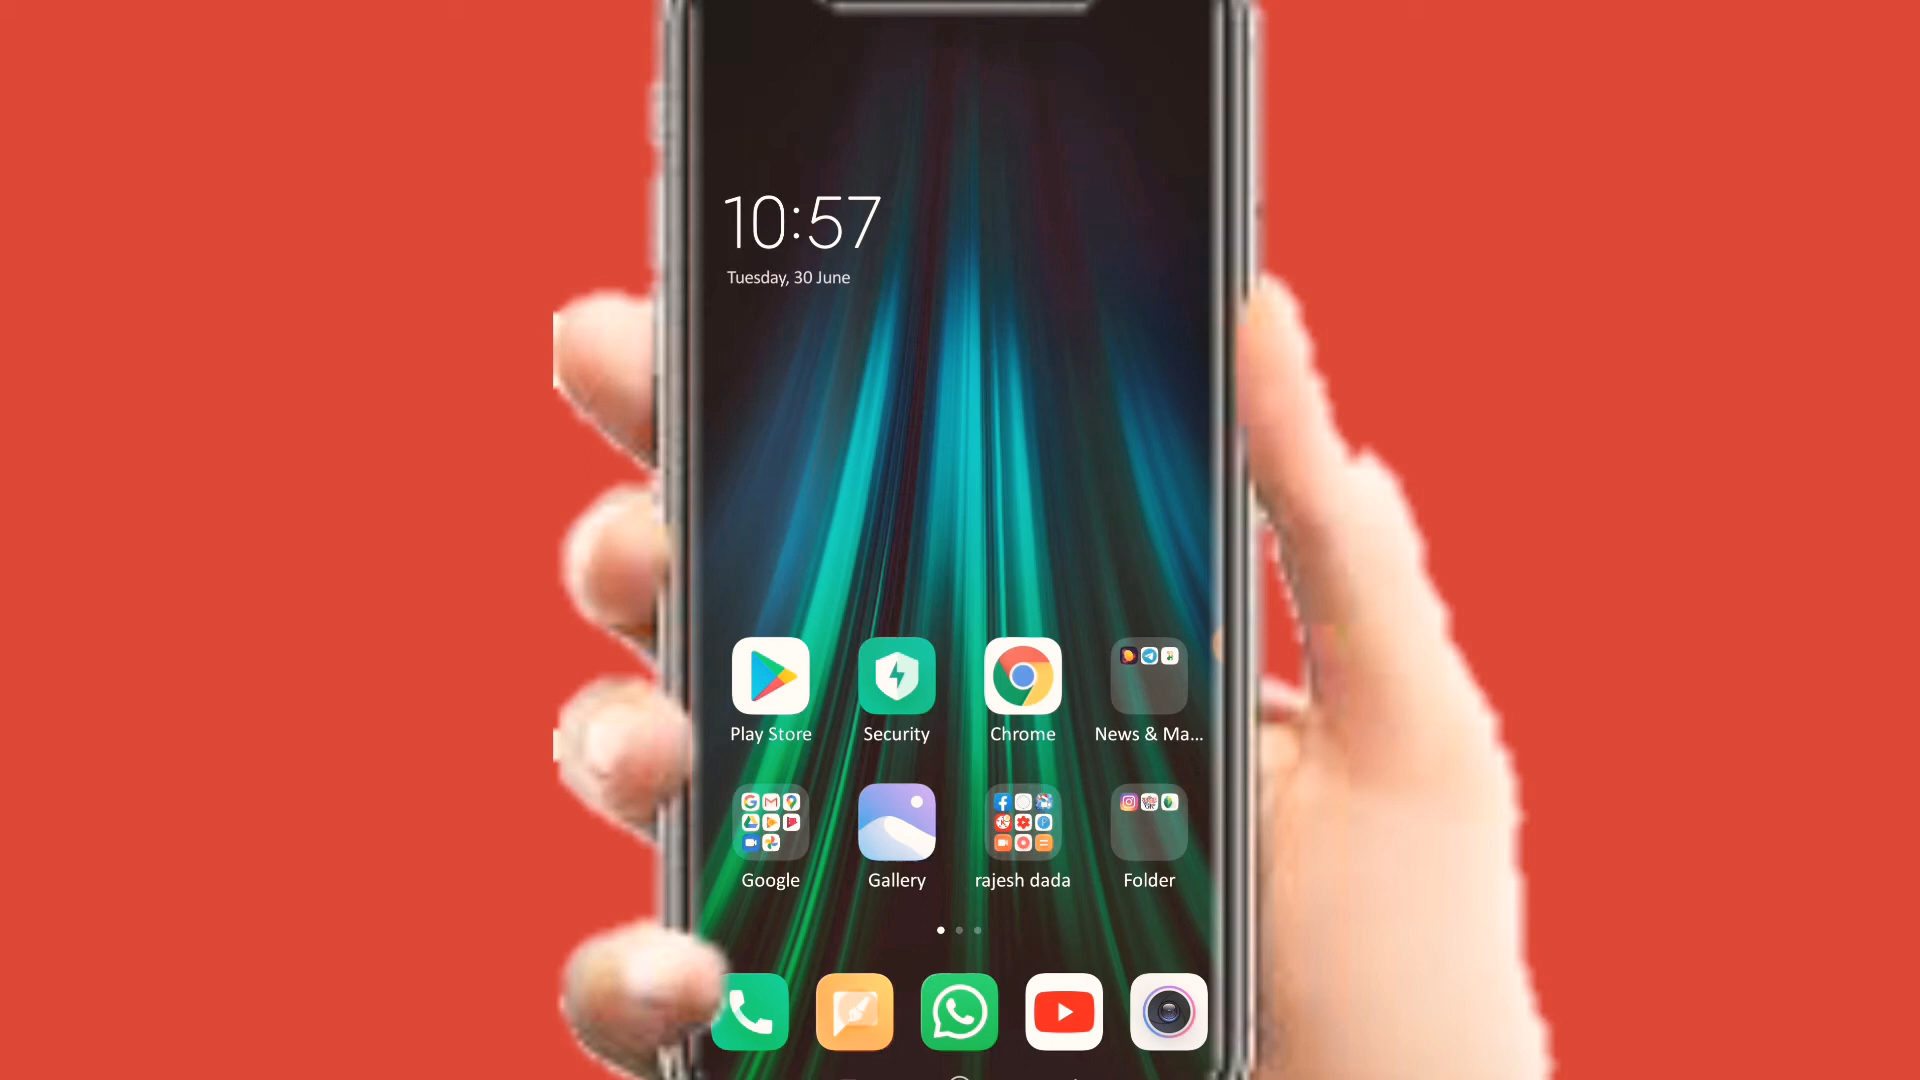 10:57
Tuesday, 30 June
Play Store
Security
Chrome
News & Ma...
Google
Gallery
rajesh dada
Folder